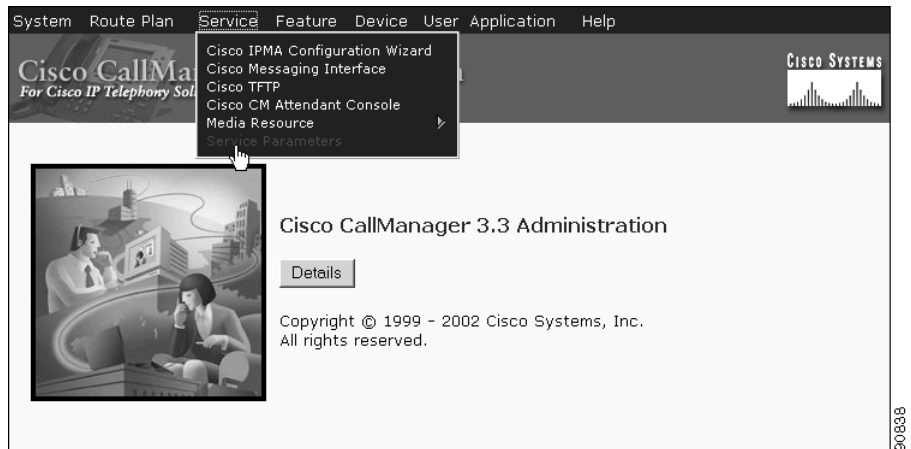 System Route Plan Service Feature Device User Application Help
Cisco IPMA Configuration Wizard
Cisco Messaging Interface
Cisco TFTP
Cisco CM Attendant Console
Media Resource
Service Parameters
Cisco CallMa
For Cisco IP Telephony Sol
CISCO SYSTEMS
Cisco CallManager 3.3 Administration
Details
Copyright © 1999 - 2002 Cisco Systems, Inc.
All rights reserved.
90838